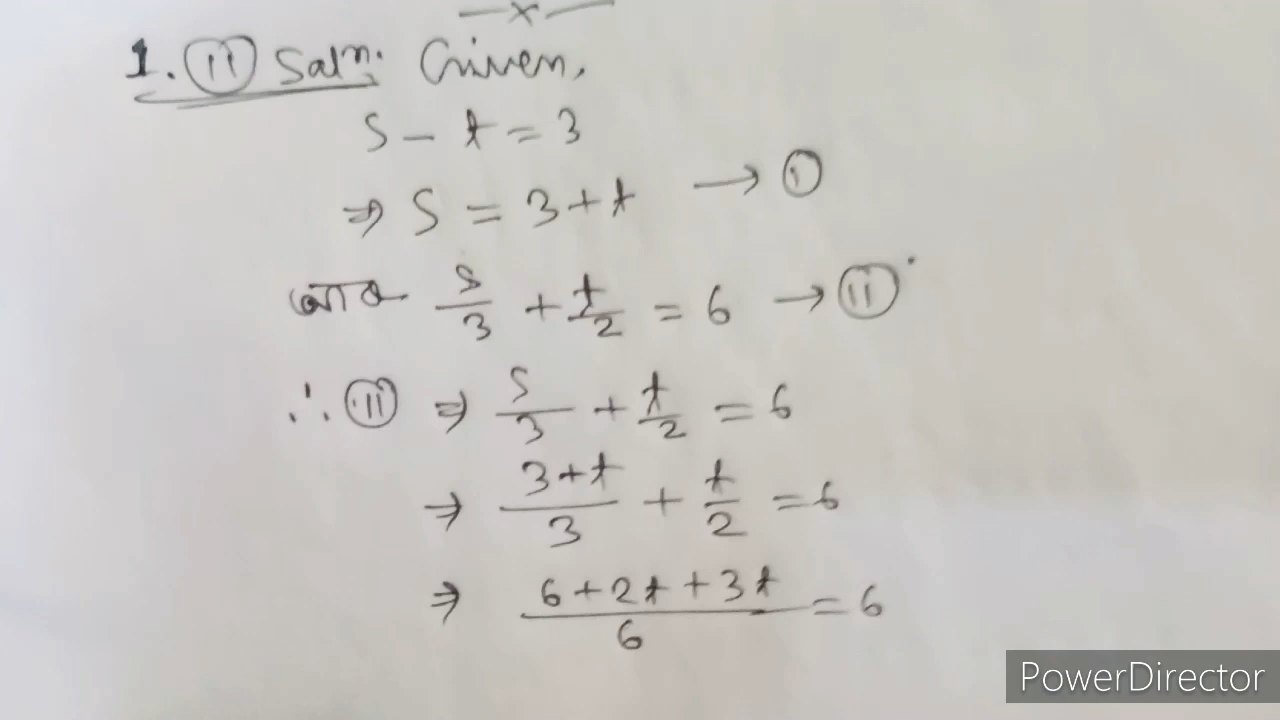 —x—
1. (ii) Solⁿ. Given,
s - t = 3
⇒ s = 3 + t → (i)
আৰু s/3 + t/2 = 6 → (ii)
∴ (ii) ⇒ s/3 + t/2 = 6
⇒ (3+t)/3 + t/2 = 6
⇒ (6 + 2t + 3t)/6 = 6
PowerDirector